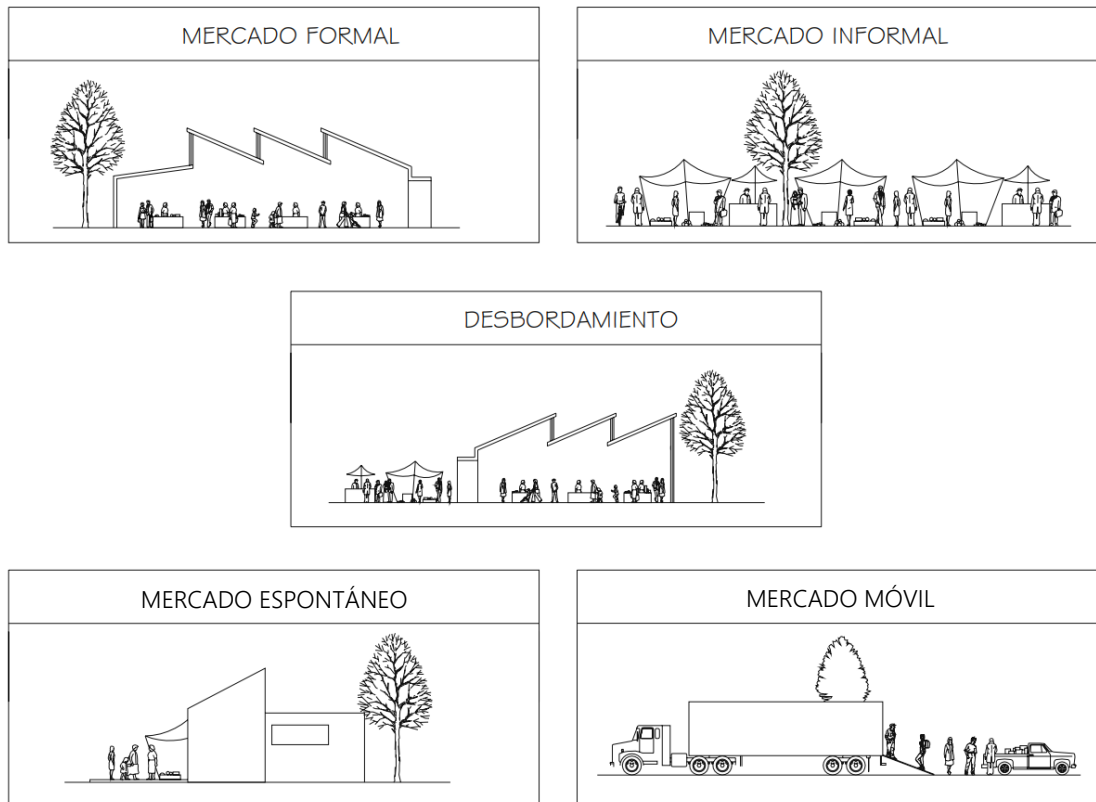 MERCADO FORMAL
MERCADO INFORMAL
DESBORDAMIENTO
MERCADO ESPONTÁNEO
MERCADO MÓVIL